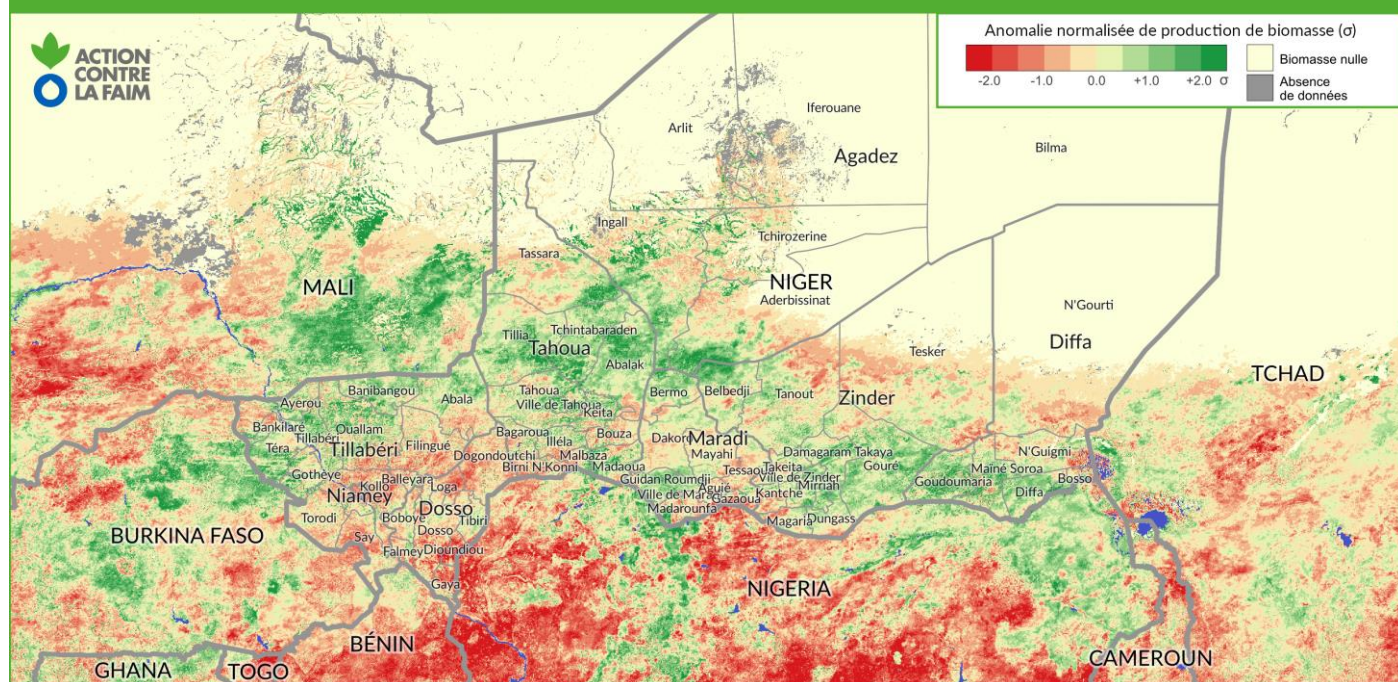 ACTION
CONTRE
LA FAIM
Anomalie normalisée de production de biomasse (σ)
-2.0 -1.0 0.0 +1.0 +2.0 σ
Biomasse nulle
Absence
de données
Iferouane
Arlit
Agadez
Bilma
Ingall
Tchirozerine
Tassara
MALI
NIGER
Aderbissinat
N'Gourti
Tillia
Tchintabaraden
Tahoua
Abalak
Tesker
Diffa
TCHAD
Banibangou
Abala
Tahoua
Ville de Tahoua
Keita
Bermo
Belbedji
Tanout
Zinder
Ayerou
Bankilaré
Tillabéri
Ouallam
Téra
Tillabéri
Filingué
Bagaroua
Illéla
Bouza
Dakoro
Maradi
Mayahi
Damagaram Takaya
N'Guigmi
Dogondoutchi
Malbaza
Birni N'Konni
Madaoua
Tessaoua
Takeita
Ville de Zinder
Gouré
Mainé Soroa
Gothèye
Balleyara
Kollo
Loga
Guidan Roumdji
Aguié
Mirriah
Goudoumaria
Bosso
Niamey
Ville de Maradi
Gazaoua
Kantché
Diffa
Torodi
Boboye
Dosso
Tibiri
Madarounfa
Magaria
Dungass
BURKINA FASO
Say
Dosso
Falmey
Dioundiou
Gaya
NIGERIA
BÉNIN
GHANA
TOGO
CAMEROUN